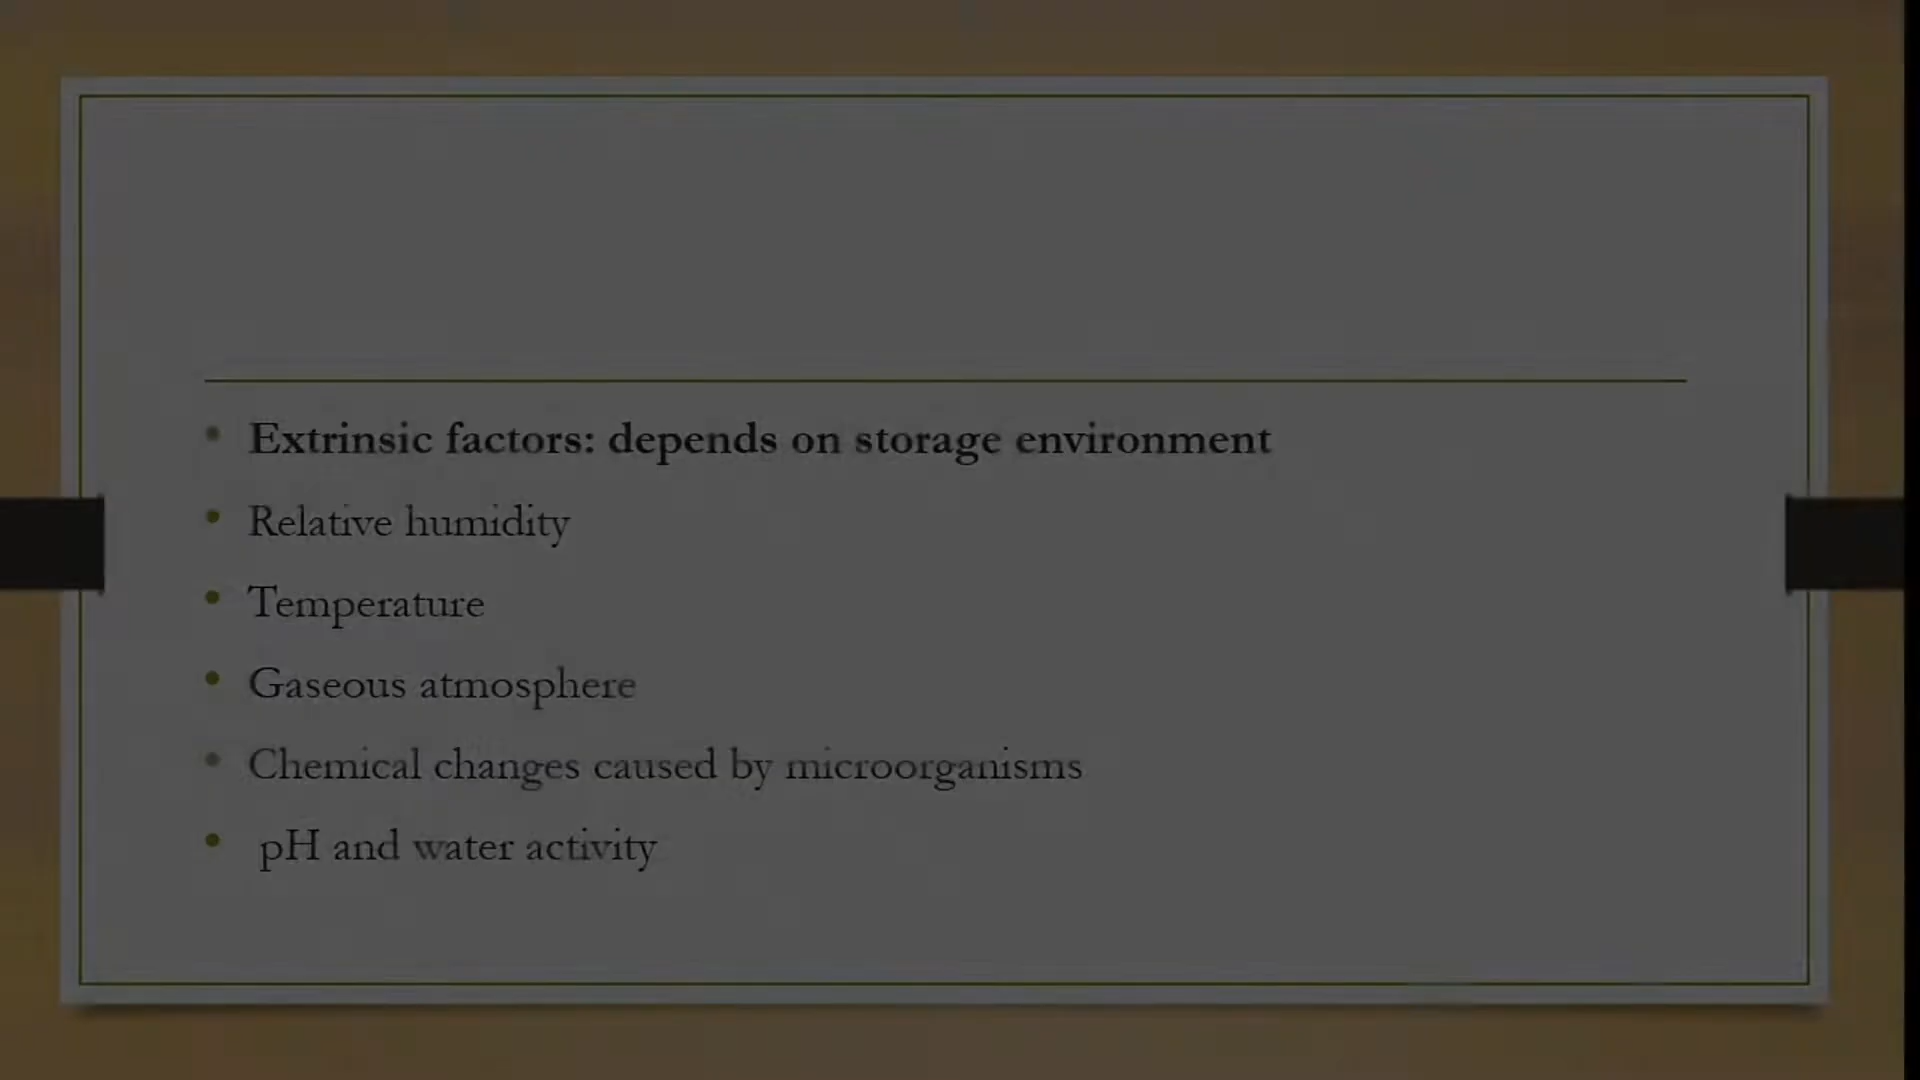 Extrinsic factors: depends on storage environment
Relative humidity
Temperature
Gaseous atmosphere
Chemical changes caused by microorganisms
pH and water activity